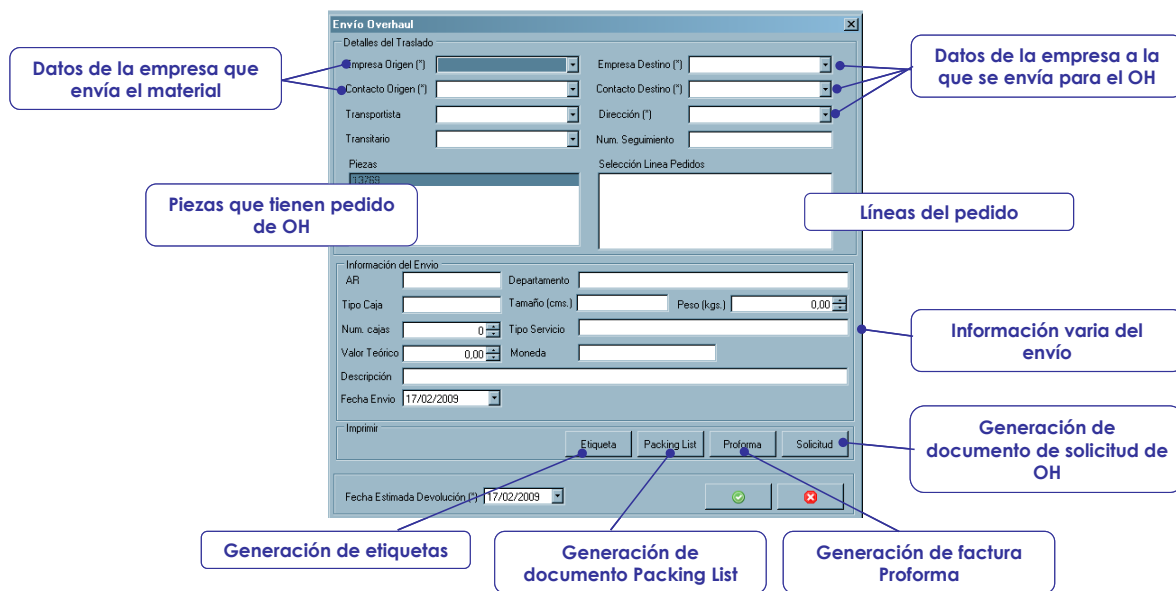 Envío Overhaul
Detalles del Traslado
Datos de la empresa que
envía el material
Empresa Origen (*)
Empresa Destino (*)
Datos de la empresa a la
que se envía para el OH
Contacto Origen (*)
Contacto Destino (*)
Transportista
Dirección (*)
Transitario
Num. Seguimiento
Piezas
Selección Linea Pedidos
13769
Piezas que tienen pedido
de OH
Líneas del pedido
Información del Envio
AR
Departamento
Tipo Caja
Tamaño (cms.)
Peso (kgs.)
0,00
Num. cajas
0
Tipo Servicio
Información varia del
envío
Valor Teórico
0,00
Moneda
Descripción
Fecha Envio
17/02/2009
Imprimir
Etiqueta
Packing List
Proforma
Solicitud
Generación de
documento de solicitud de
OH
Fecha Estimada Devolución (*)
17/02/2009
Generación de etiquetas
Generación de
documento Packing List
Generación de factura
Proforma